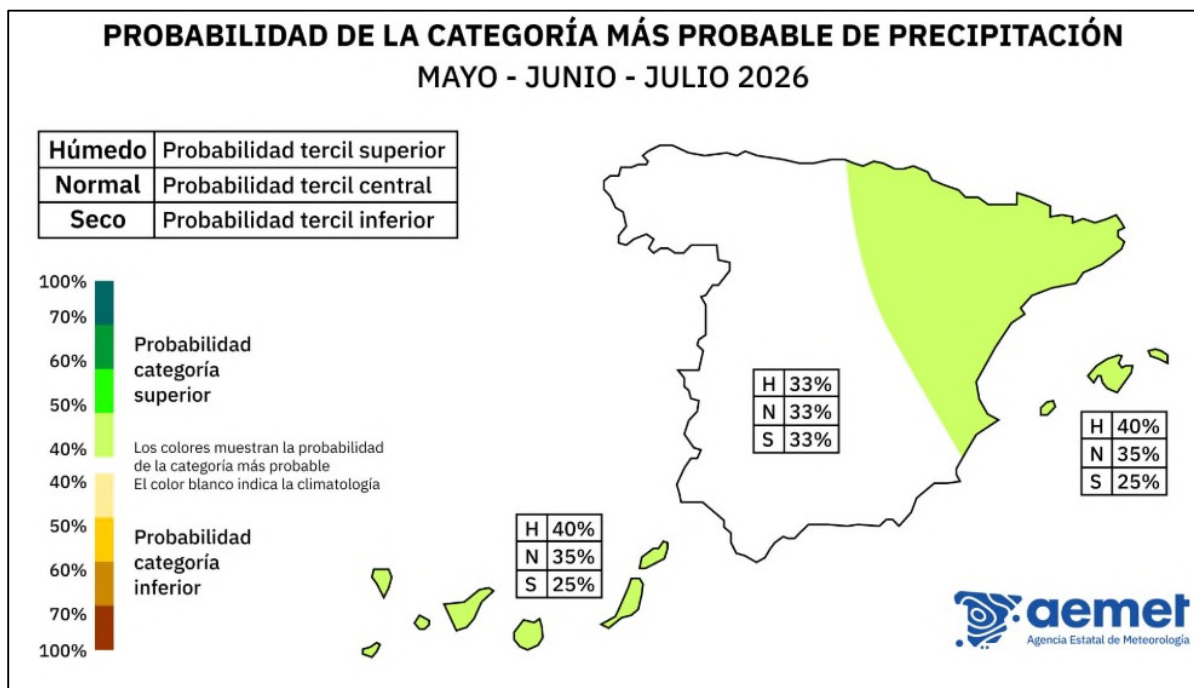 PROBABILIDAD DE LA CATEGORÍA MÁS PROBABLE DE PRECIPITACIÓN
MAYO - JUNIO - JULIO 2026
Húmedo Probabilidad tercil superior
Normal Probabilidad tercil central
Seco Probabilidad tercil inferior
100%
70%
60%
50%
40%
Probabilidad
categoría
superior
Los colores muestran la probabilidad
de la categoría más probable
El color blanco indica la climatología
40%
50%
60%
70%
100%
Probabilidad
categoría
inferior
H 33%
N 33%
S 33%
H 40%
N 35%
S 25%
H 40%
N 35%
S 25%
aemet
Agencia Estatal de Meteorología